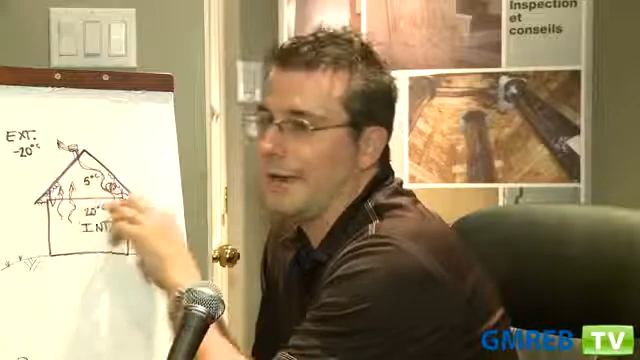 Inspection
et
conseils
EXT.
-20°C
5°C
20°C
INT
GMREB TV